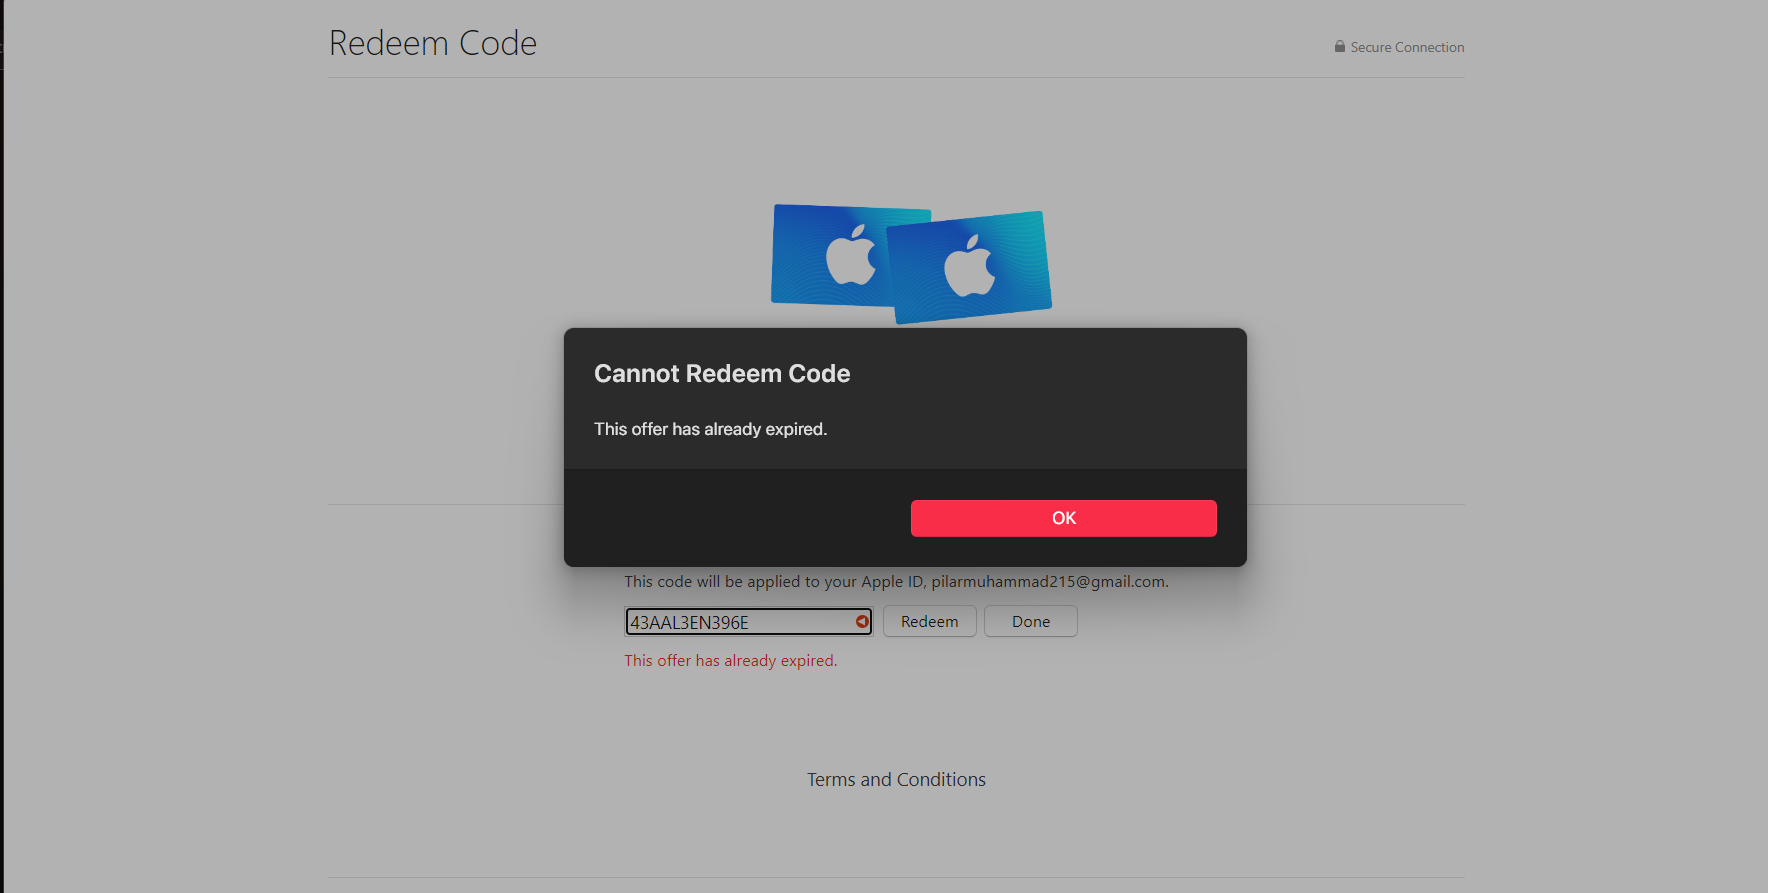 Redeem Code
Secure Connection
Cannot Redeem Code
This offer has already expired.
OK
This code will be applied to your Apple ID, pilarmuhammad215@gmail.com.
43AAL3EN396E
Redeem
Done
This offer has already expired.
Terms and Conditions